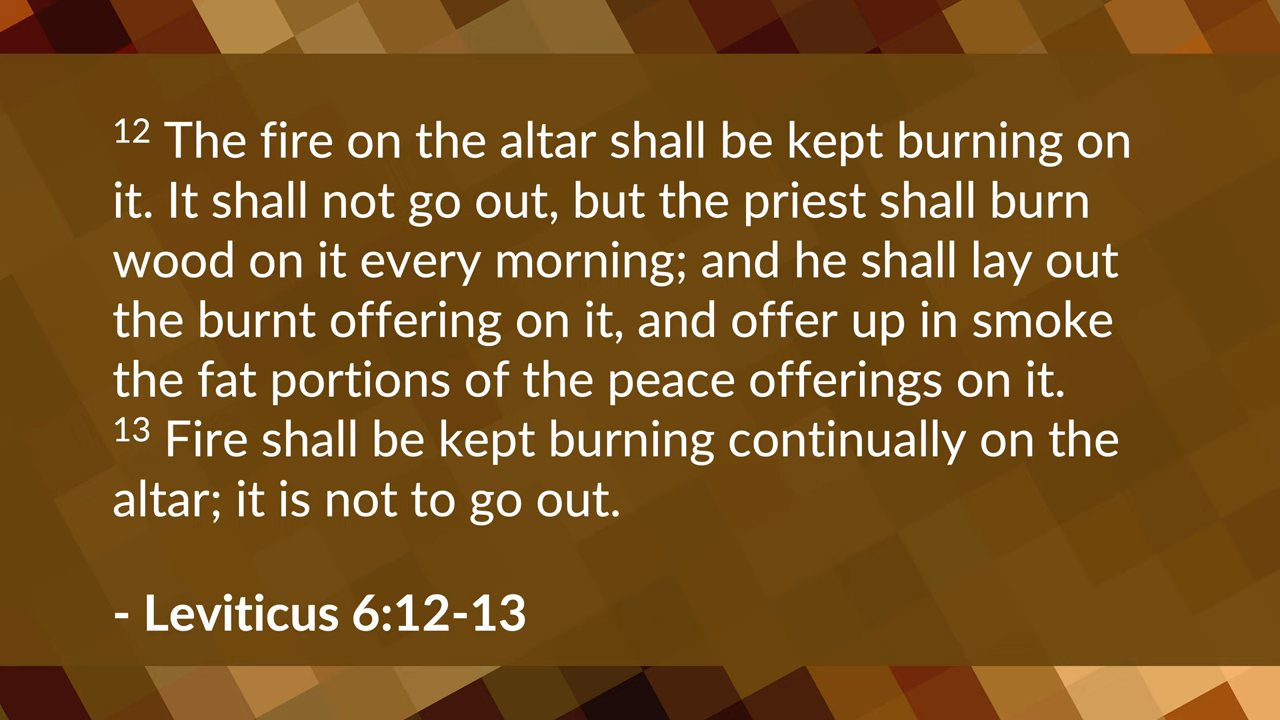 12 The fire on the altar shall be kept burning on
it. It shall not go out, but the priest shall burn
wood on it every morning; and he shall lay out
the burnt offering on it, and offer up in smoke
the fat portions of the peace offerings on it.
13 Fire shall be kept burning continually on the
altar; it is not to go out.
- Leviticus 6:12-13